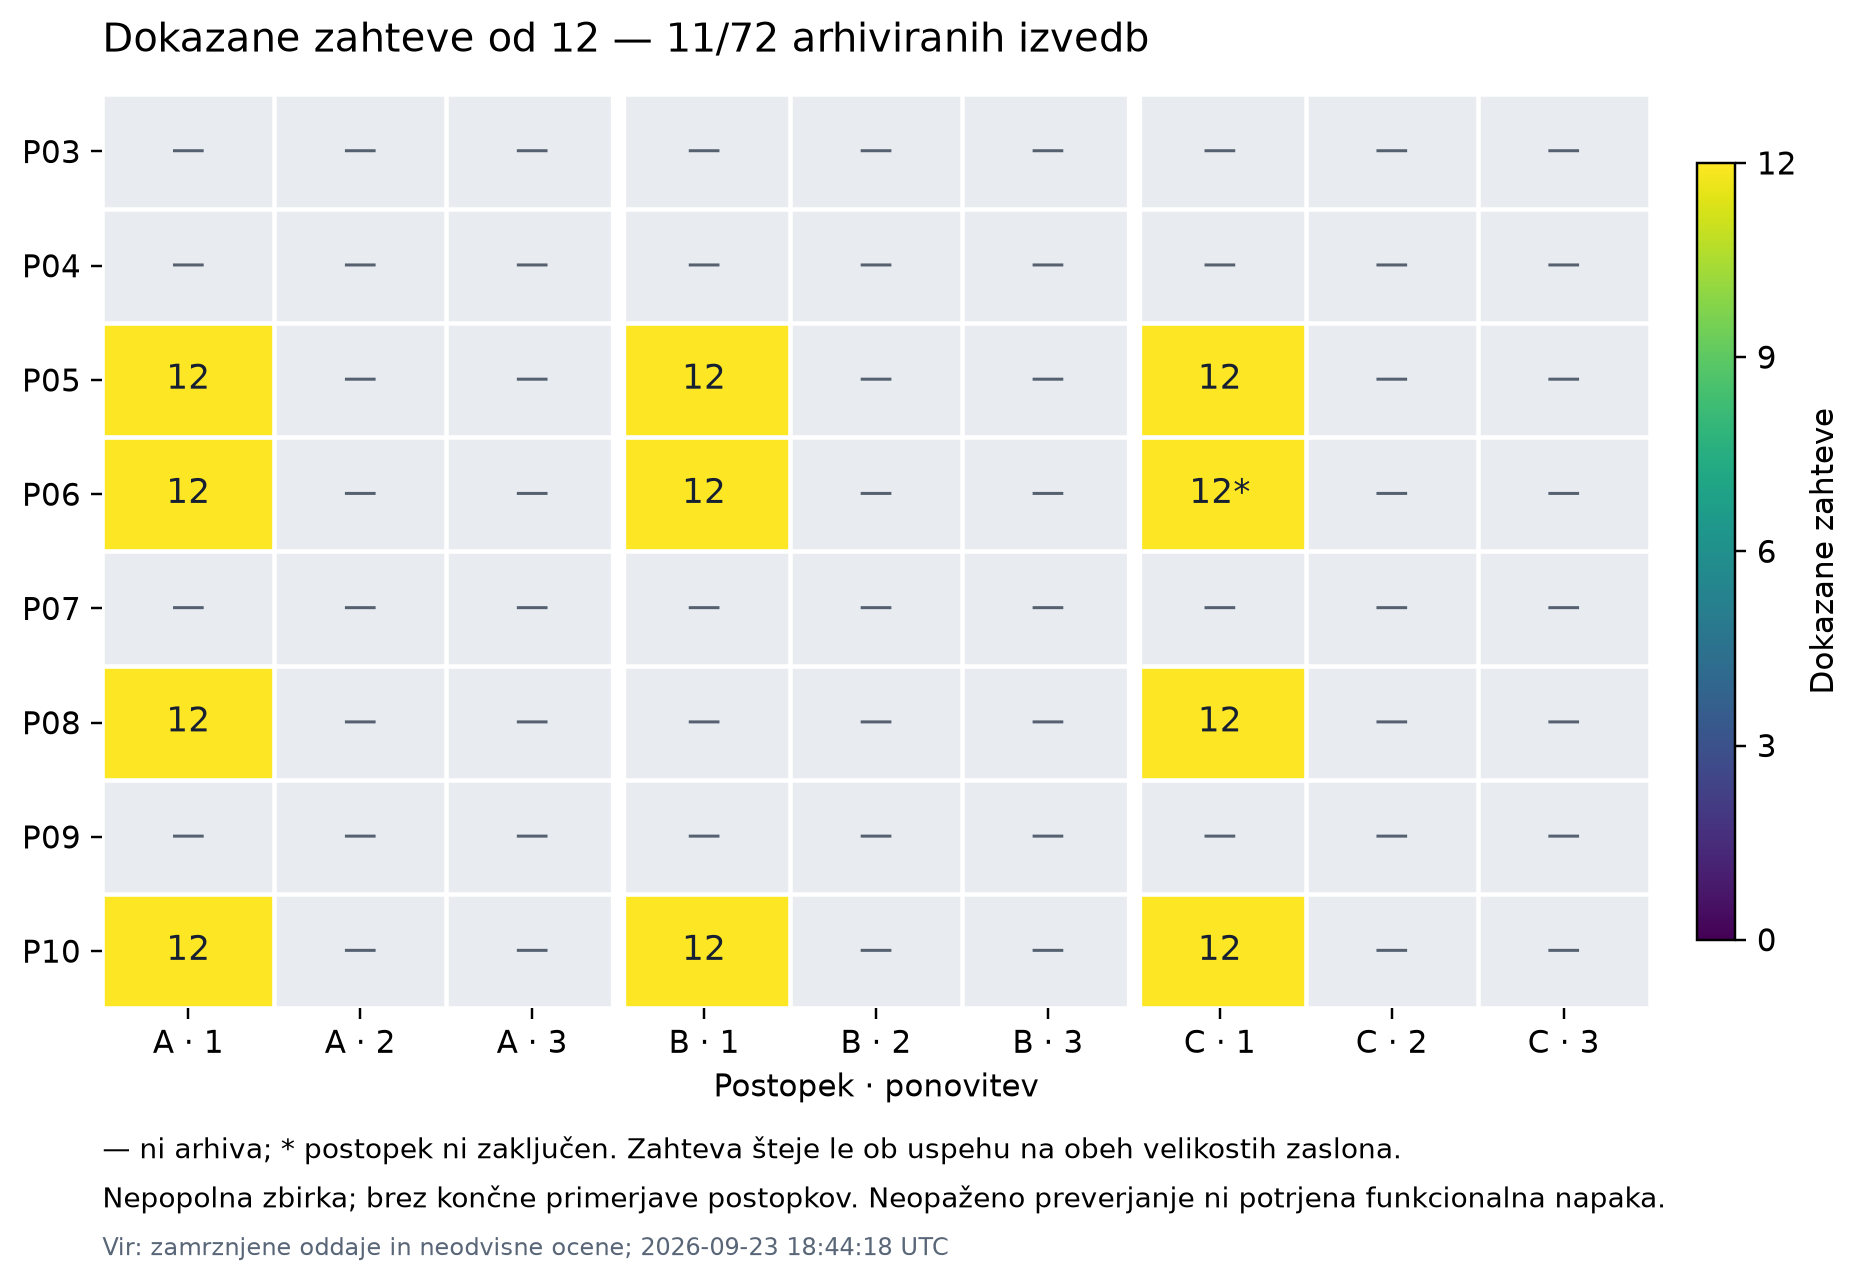 Dokazane zahteve od 12 — 11/72 arhiviranih izvedb
P03 — — — — — — — — —
P04 — — — — — — — — —
P05 12 — — 12 — — 12 — —
P06 12 — — 12 — — 12* — —
P07 — — — — — — — — —
P08 12 — — — — — 12 — —
P09 — — — — — — — — —
P10 12 — — 12 — — 12 — —
A · 1 A · 2 A · 3 B · 1 B · 2 B · 3 C · 1 C · 2 C · 3
Postopek · ponovitev
12
9
6
3
0
Dokazane zahteve
— ni arhiva; * postopek ni zaključen. Zahteva šteje le ob uspehu na obeh velikostih zaslona.
Nepopolna zbirka; brez končne primerjave postopkov. Neopaženo preverjanje ni potrjena funkcionalna napaka.
Vir: zamrznjene oddaje in neodvisne ocene; 2026-09-23 18:44:18 UTC